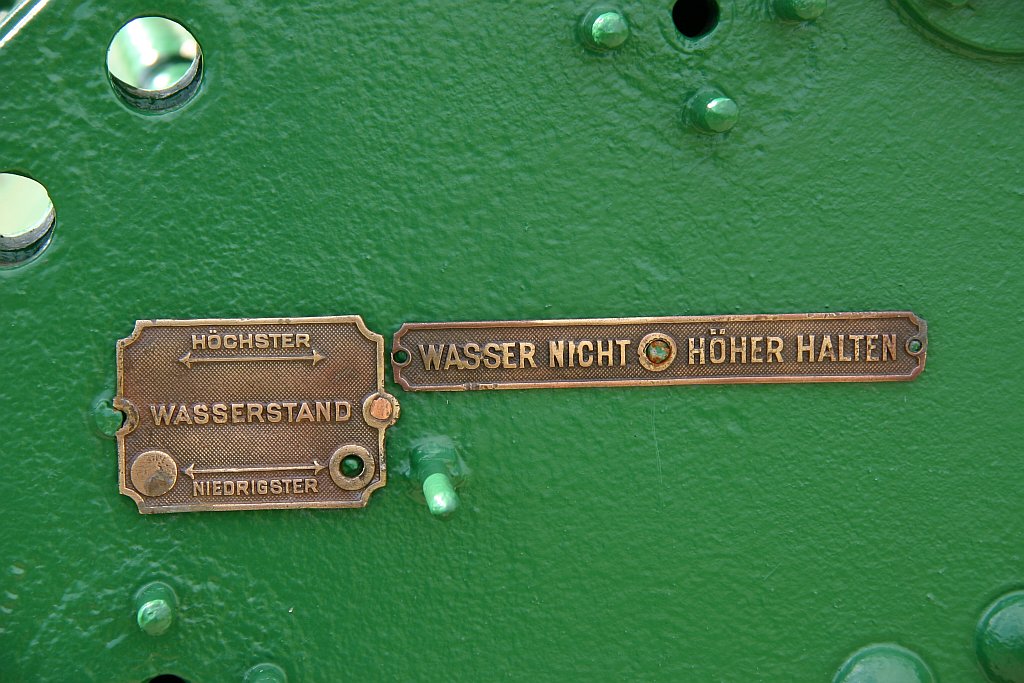 HÖCHSTER
WASSERSTAND
NIEDRIGSTER
WASSER NICHT HÖHER HALTEN